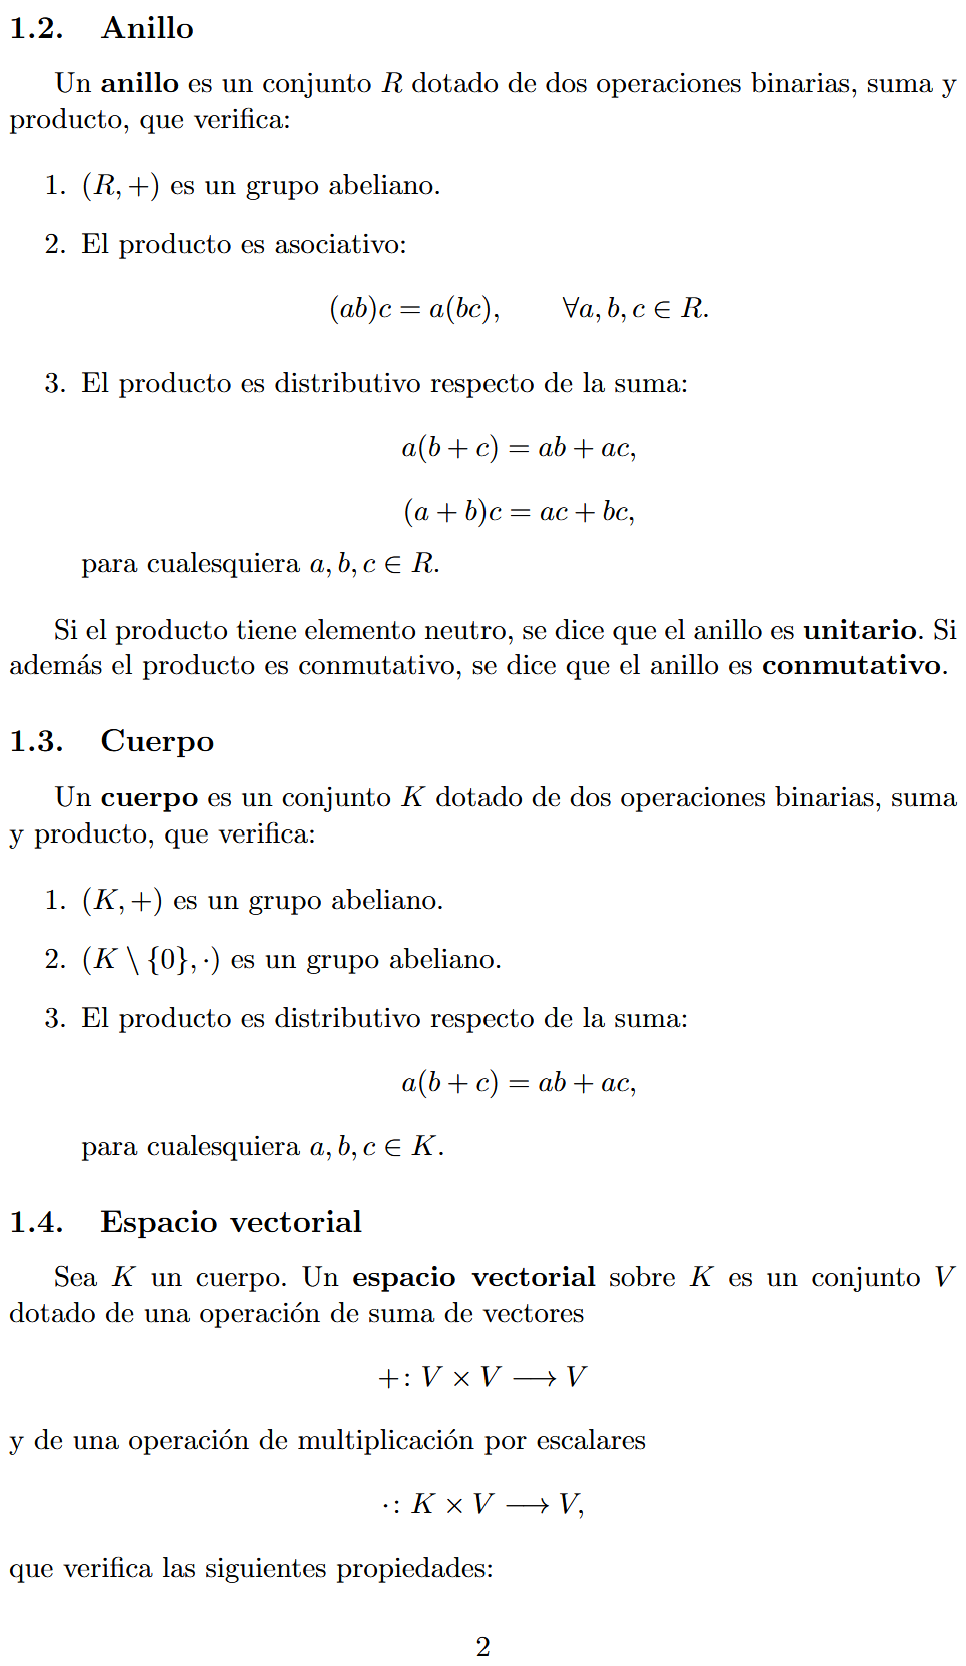 1.2. Anillo
Un anillo es un conjunto R dotado de dos operaciones binarias, suma y
producto, que verifica:
1. (R, +) es un grupo abeliano.
2. El producto es asociativo:
(ab)c = a(bc), ∀a, b, c ∈ R.
3. El producto es distributivo respecto de la suma:
a(b + c) = ab + ac,
(a + b)c = ac + bc,
para cualesquiera a, b, c ∈ R.
Si el producto tiene elemento neutro, se dice que el anillo es unitario. Si
además el producto es conmutativo, se dice que el anillo es conmutativo.
1.3. Cuerpo
Un cuerpo es un conjunto K dotado de dos operaciones binarias, suma
y producto, que verifica:
1. (K, +) es un grupo abeliano.
2. (K \ {0}, ·) es un grupo abeliano.
3. El producto es distributivo respecto de la suma:
a(b + c) = ab + ac,
para cualesquiera a, b, c ∈ K.
1.4. Espacio vectorial
Sea K un cuerpo. Un espacio vectorial sobre K es un conjunto V
dotado de una operación de suma de vectores
+: V × V ⟶ V
y de una operación de multiplicación por escalares
·: K × V ⟶ V,
que verifica las siguientes propiedades:
2